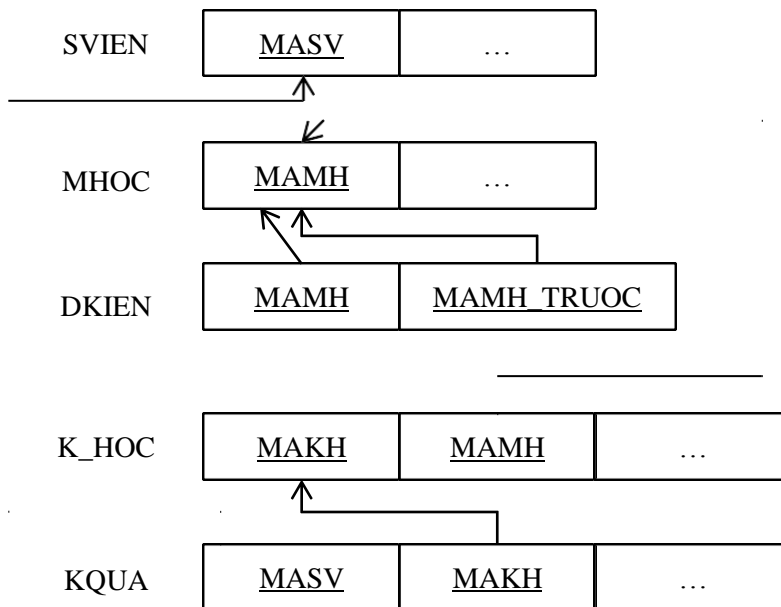 SVIEN MASV …
MHOC MAMH …
DKIEN MAMH MAMH_TRUOC
K_HOC MAKH MAMH …
KQUA MASV MAKH …